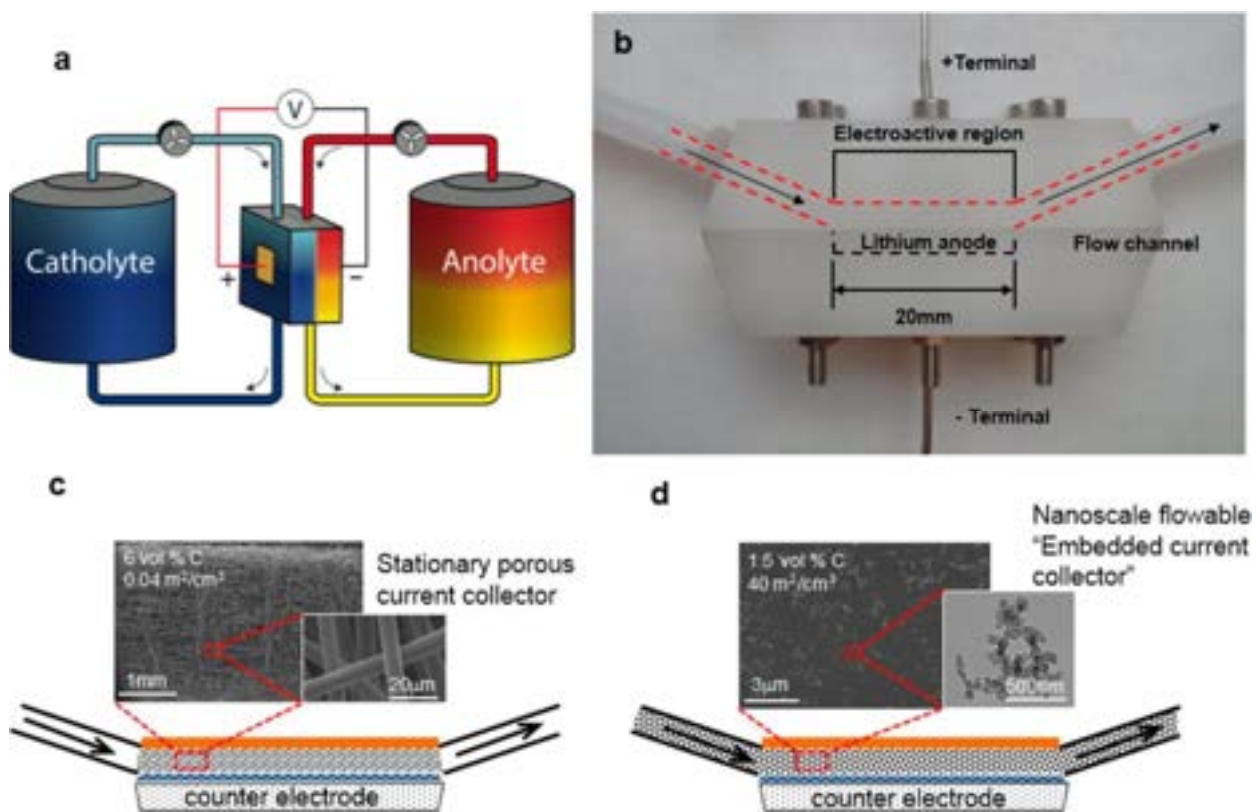 a
V
Catholyte
Anolyte
+
−
b
+Terminal
Electroactive region
Lithium anode
Flow channel
20mm
- Terminal
c
6 vol % C
0.04 m²/cm³
Stationary porous
current collector
1mm
20μm
counter electrode
d
Nanoscale flowable
"Embedded current
collector"
1.5 vol % C
40 m²/cm³
3μm
500nm
counter electrode